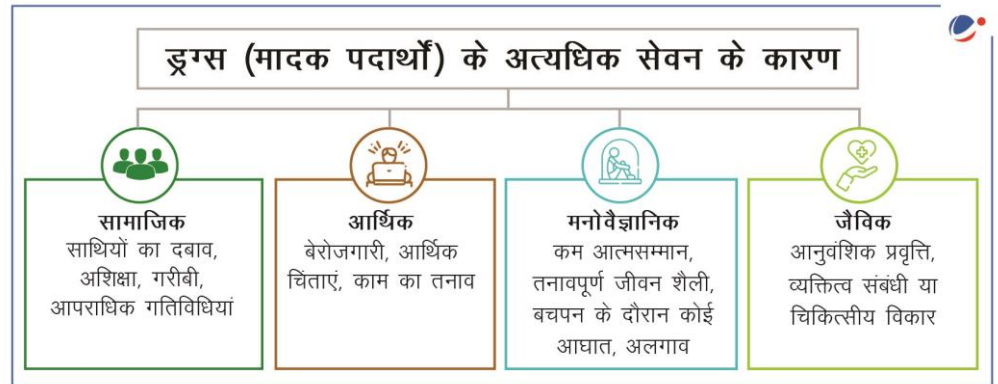 ड्रग्स (मादक पदार्थों) के अत्यधिक सेवन के कारण
सामाजिक
साथियों का दबाव,
अशिक्षा, गरीबी,
आपराधिक गतिविधियां
आर्थिक
बेरोजगारी, आर्थिक
चिंताएं, काम का तनाव
मनोवैज्ञानिक
कम आत्मसम्मान,
तनावपूर्ण जीवन शैली,
बचपन के दौरान कोई
आघात, अलगाव
जैविक
आनुवंशिक प्रवृत्ति,
व्यक्तित्व संबंधी या
चिकित्सीय विकार